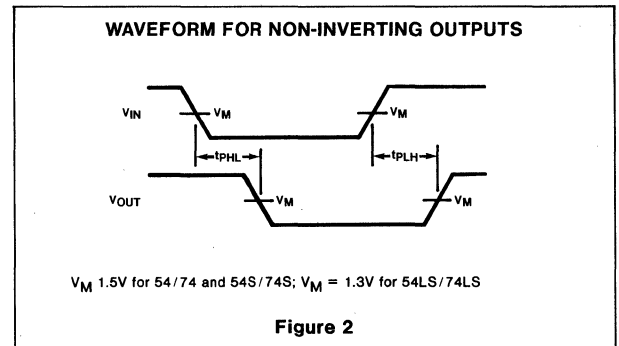 WAVEFORM FOR NON-INVERTING OUTPUTS
VIN
VM
VM
tPHL
tPLH
VOUT
VM
VM
VM 1.5V for 54/74 and 54S/74S; VM = 1.3V for 54LS/74LS
Figure 2